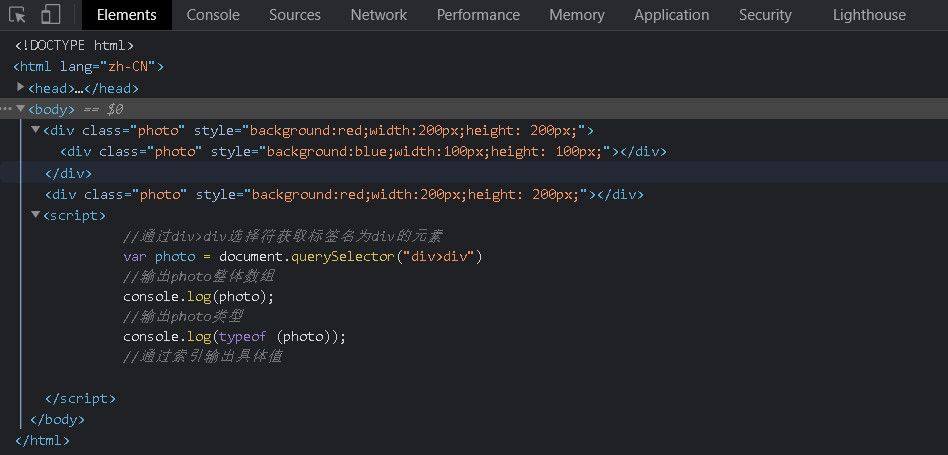 Elements Console Sources Network Performance Memory Application Security Lighthouse
<!DOCTYPE html>
<html lang="zh-CN">
<head>…</head>
<body> == $0
<div class="photo" style="background:red;width:200px;height: 200px;">
<div class="photo" style="background:blue;width:100px;height: 100px;"></div>
</div>
<div class="photo" style="background:red;width:200px;height: 200px;"></div>
<script>
//通过div>div选择符获取标签名为div的元素
var photo = document.querySelector("div>div")
//输出photo整体数组
console.log(photo);
//输出photo类型
console.log(typeof (photo));
//通过索引输出具体值
</script>
</body>
</html>